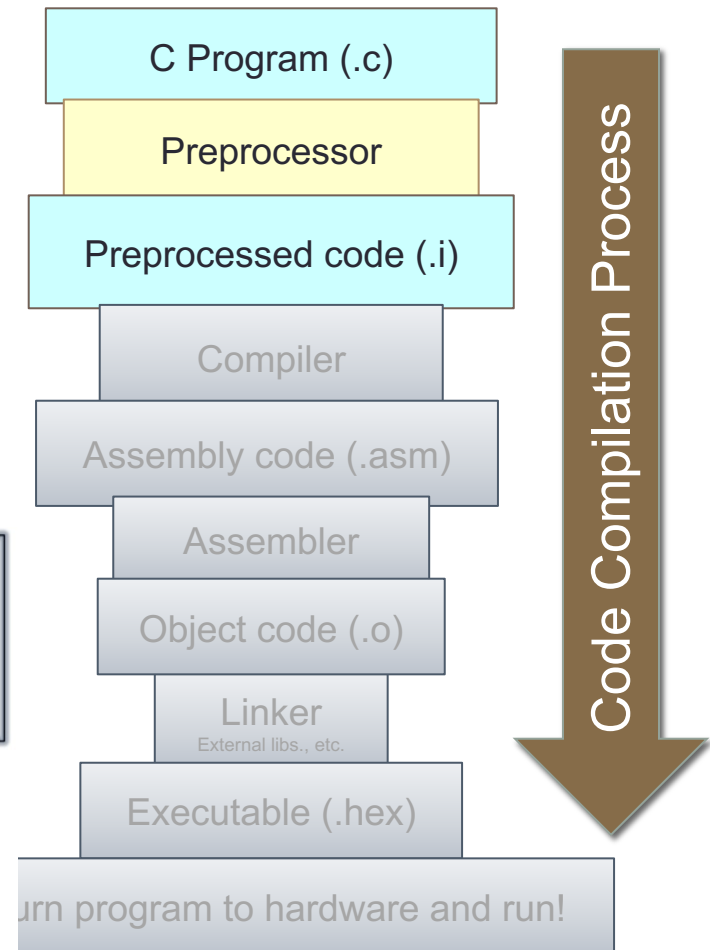 C Program (.c)
Preprocessor
Preprocessed code (.i)
Compiler
Assembly code (.asm)
Assembler
Object code (.o)
Linker
External libs., etc.
Executable (.hex)
urn program to hardware and run!
Code Compilation Process